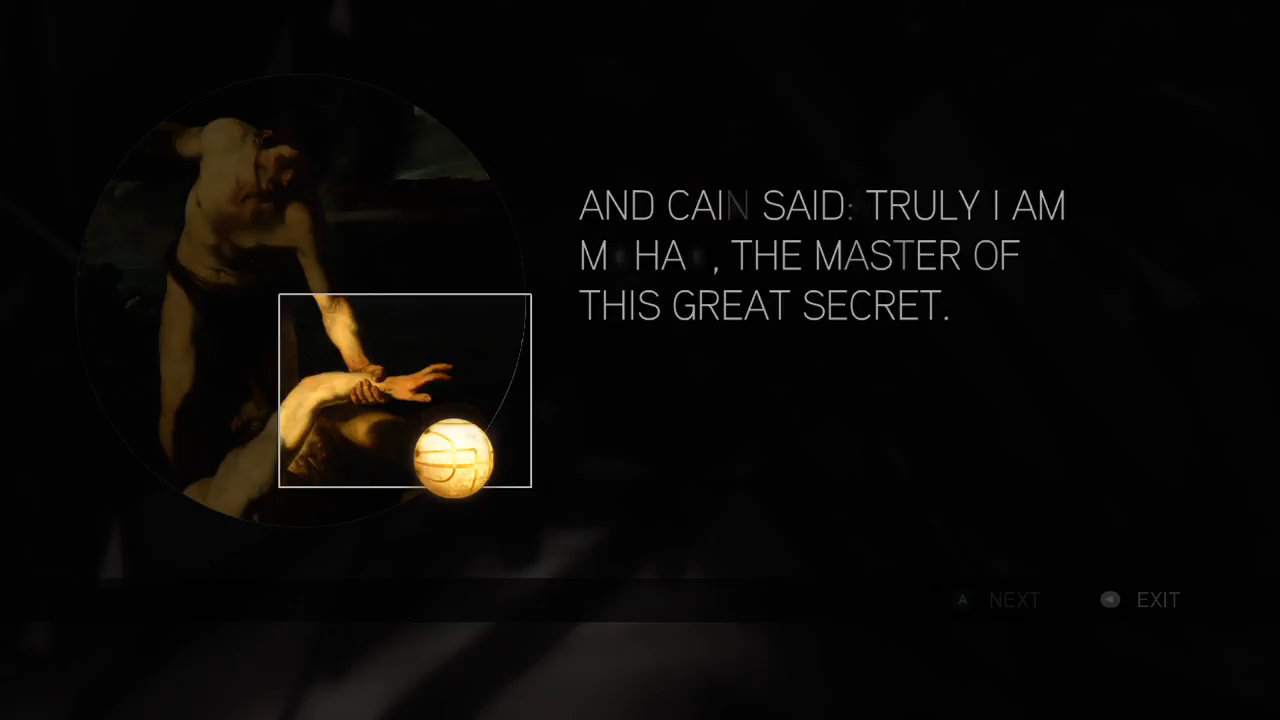 AND CAIN SAID: TRULY I AM
, THE MASTER OF
THIS GREAT SECRET.
A NEXT EXIT